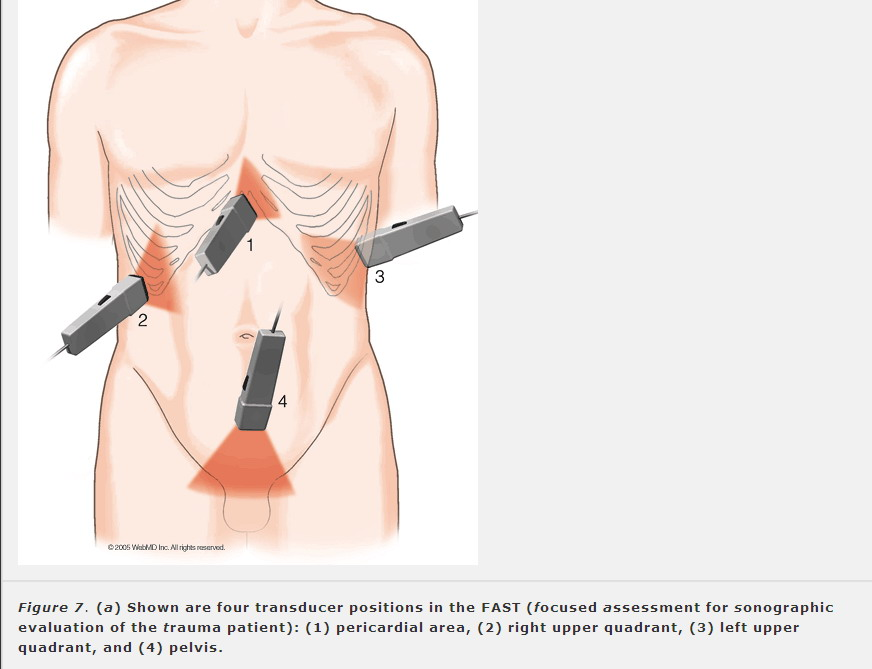 1
2
3
4
© 2005 WebMD Inc. All rights reserved.
Figure 7. (a) Shown are four transducer positions in the FAST (focused assessment for sonographic
evaluation of the trauma patient): (1) pericardial area, (2) right upper quadrant, (3) left upper
quadrant, and (4) pelvis.